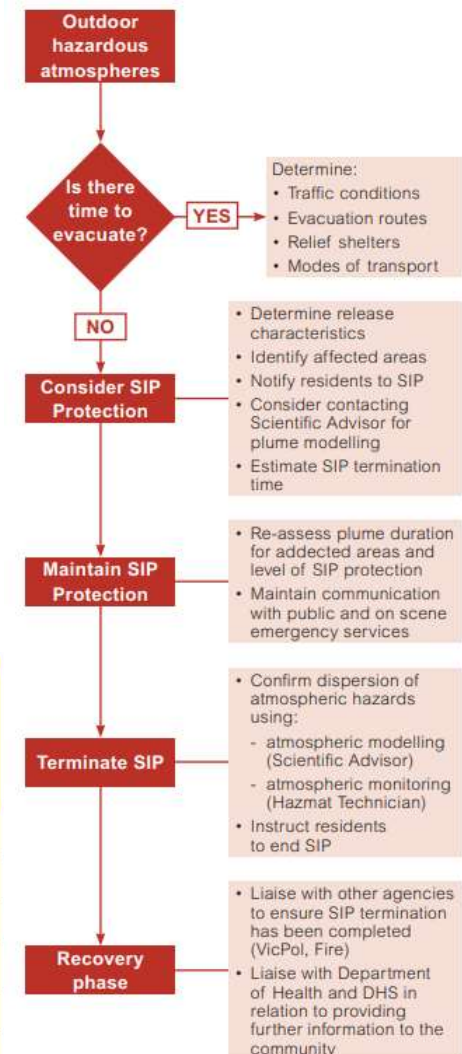 Outdoor
hazardous
atmospheres
Is there
time to
evacuate?
YES
Determine:
• Traffic conditions
• Evacuation routes
• Relief shelters
• Modes of transport
NO
Consider SIP
Protection
• Determine release
characteristics
• Identify affected areas
• Notify residents to SIP
• Consider contacting
Scientific Advisor for
plume modelling
• Estimate SIP termination
time
Maintain SIP
Protection
• Re-assess plume duration
for addected areas and
level of SIP protection
• Maintain communication
with public and on scene
emergency services
Terminate SIP
• Confirm dispersion of
atmospheric hazards
using:
- atmospheric modelling
(Scientific Advisor)
- atmospheric monitoring
(Hazmat Technician)
• Instruct residents
to end SIP
Recovery
phase
• Liaise with other agencies
to ensure SIP termination
has been completed
(VicPol, Fire)
• Liaise with Department
of Health and DHS in
relation to providing
further information to the
community